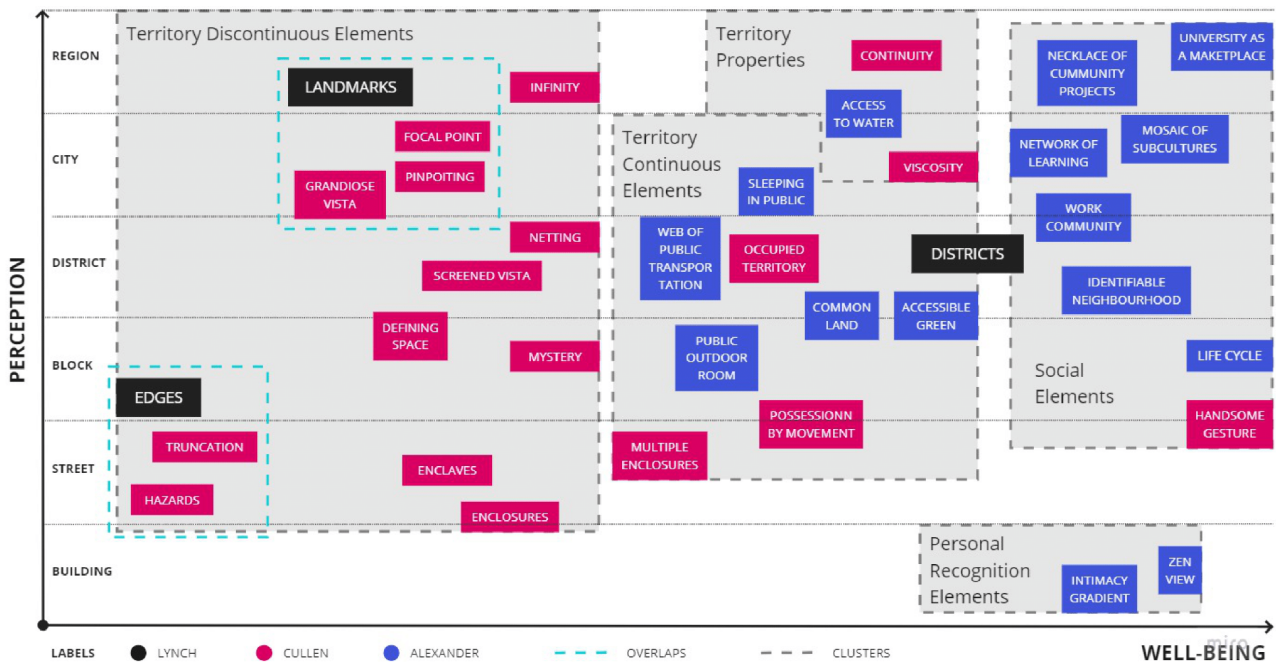 Territory Discontinuous Elements
Territory
Properties
REGION
CITY
DISTRICT
BLOCK
STREET
BUILDING
PERCEPTION
LANDMARKS
INFINITY
FOCAL POINT
PINPOITING
GRANDIOSE
VISTA
NETTING
SCREENED VISTA
DEFINING
SPACE
MYSTERY
EDGES
TRUNCATION
HAZARDS
ENCLAVES
ENCLOSURES
CONTINUITY
ACCESS
TO WATER
VISCOSITY
Territory
Continuous
Elements
SLEEPING
IN PUBLIC
WEB OF
PUBLIC
TRANSPOR
TATION
OCCUPIED
TERRITORY
DISTRICTS
COMMON
LAND
ACCESSIBLE
GREEN
PUBLIC
OUTDOOR
ROOM
POSSESSIONN
BY MOVEMENT
MULTIPLE
ENCLOSURES
UNIVERSITY AS
A MAKETPLACE
NECKLACE OF
CUMMUNITY
PROJECTS
NETWORK OF
LEARNING
MOSAIC OF
SUBCULTURES
WORK
COMMUNITY
IDENTIFIABLE
NEIGHBOURHOOD
LIFE CYCLE
Social
Elements
HANDSOME
GESTURE
Personal
Recognition
Elements
INTIMACY
GRADIENT
ZEN
VIEW
LABELS
LYNCH
CULLEN
ALEXANDER
OVERLAPS
CLUSTERS
miro
WELL-BEING